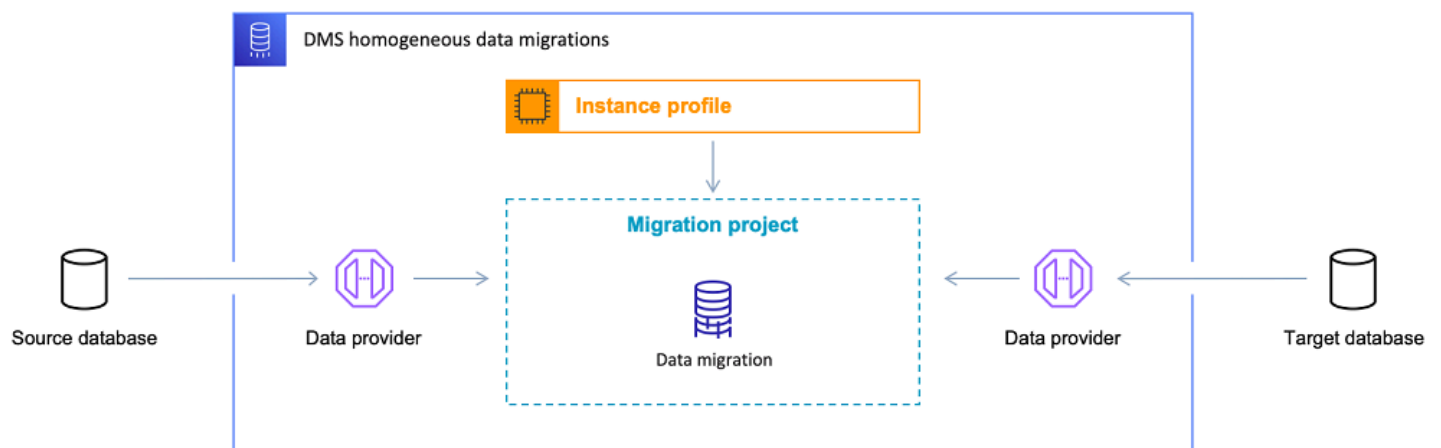 DMS homogeneous data migrations
Instance profile
Migration project
Source database
Data provider
Data migration
Data provider
Target database